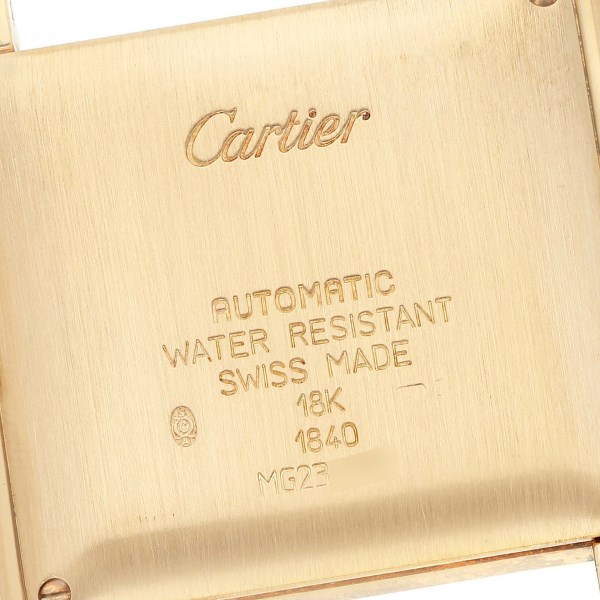 Cartier
AUTOMATIC
WATER RESISTANT
SWISS MADE
18K
1840
MG23